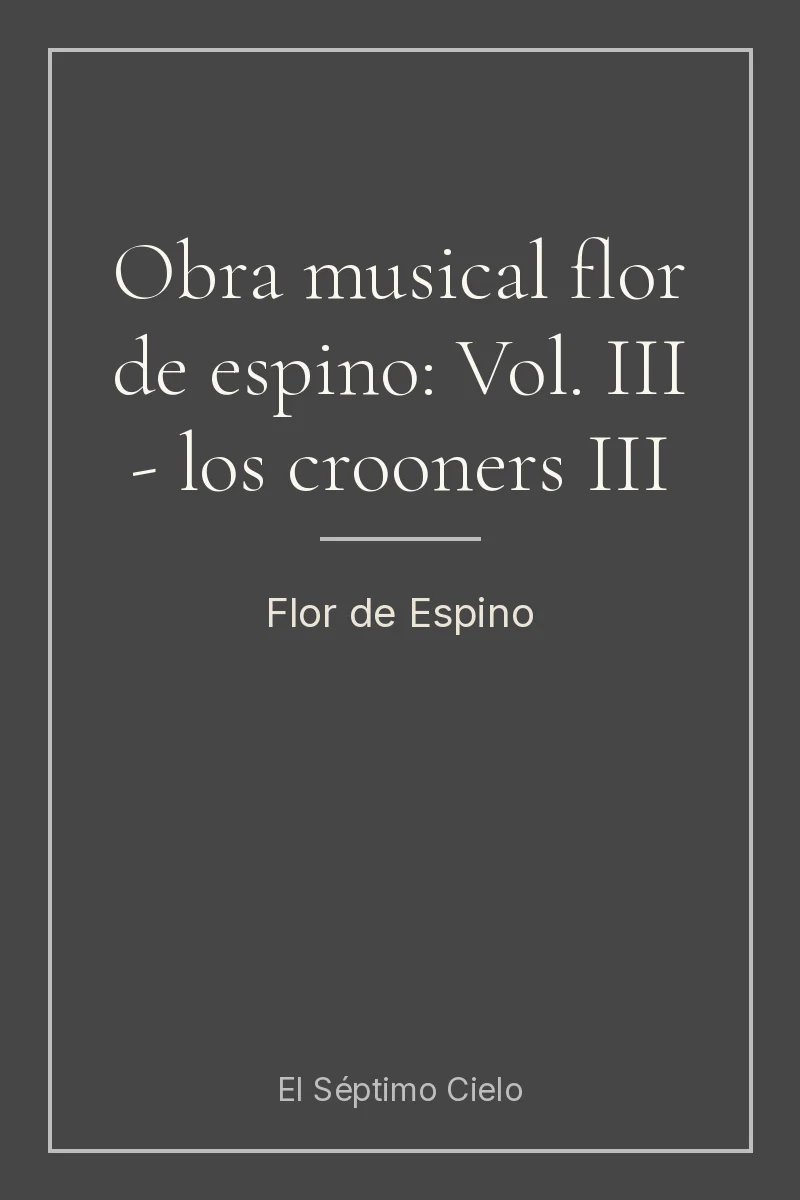 Obra musical flor
de espino: Vol. III
- los crooners III
Flor de Espino
El Séptimo Cielo